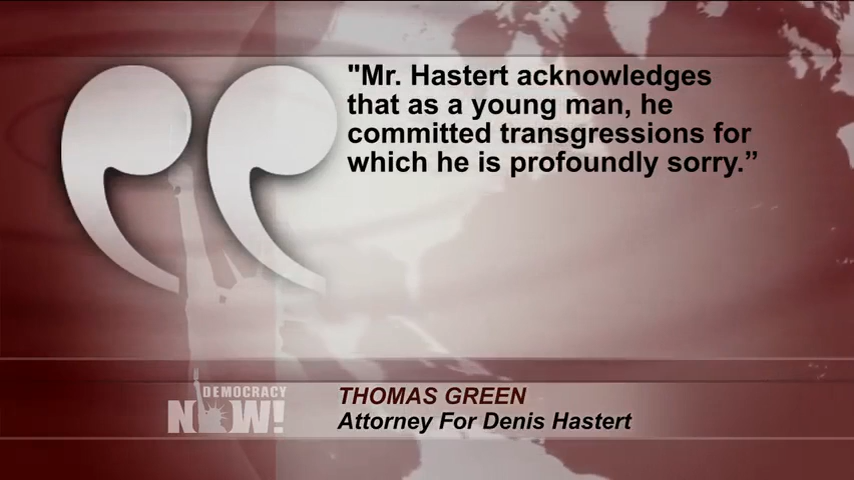 "Mr. Hastert acknowledges
that as a young man, he
committed transgressions for
which he is profoundly sorry.”
DEMOCRACY
NOW!
THOMAS GREEN
Attorney For Denis Hastert